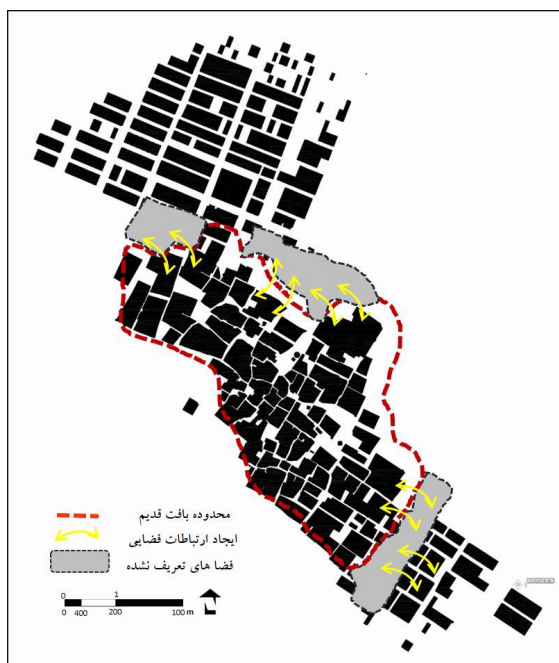 محدوده بافت قدیم
ایجاد ارتباطات فضایی
فضا های تعریف نشده
0 1
0 400 200 100 m